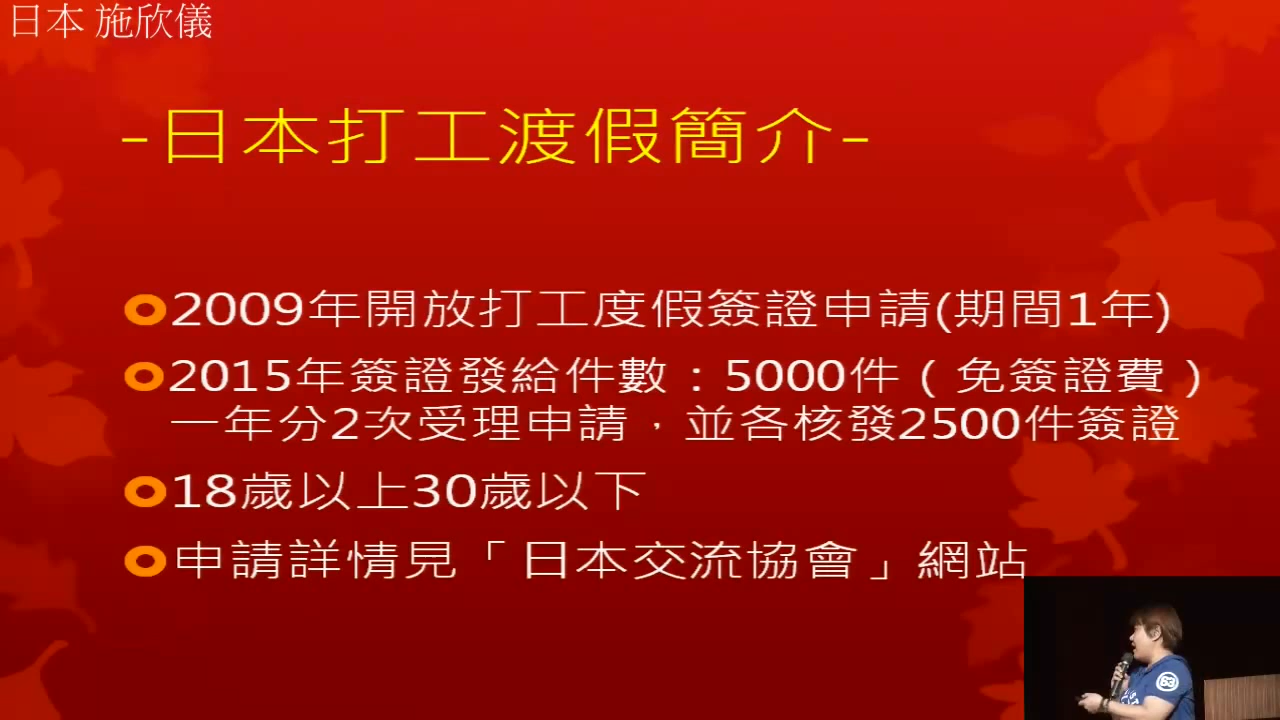 日本 施欣儀
-日本打工渡假簡介-
2009年開放打工度假簽證申請(期間1年)
2015年簽證發給件數：5000件（免簽證費）
一年分2次受理申請，並各核發2500件簽證
18歲以上30歲以下
申請詳情見「日本交流協會」網站
B3